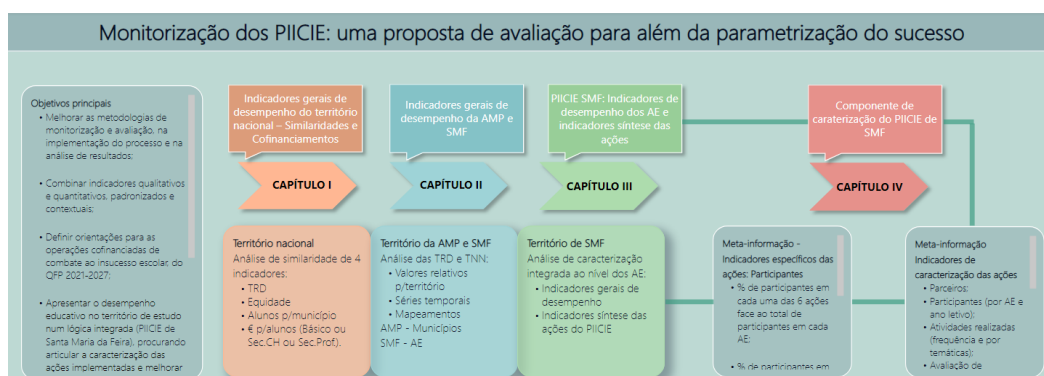 Monitorização dos PIICIE: uma proposta de avaliação para além da parametrização do sucesso
Objetivos principais
• Melhorar as metodologias de
monitorização e avaliação, na
implementação do processo e na
análise de resultados;
• Combinar indicadores qualitativos
e quantitativos, padronizados e
contextuais;
• Definir orientações para as
operações cofinanciadas de
combate ao insucesso escolar, do
QFP 2021-2027;
• Apresentar o desempenho
educativo no território de estudo
num lógica integrada (PIICIE de
Santa Maria da Feira), procurando
articular a caracterização das
ações implementadas e melhorar
Indicadores gerais de
desempenho do território
nacional – Similaridades e
Cofinanciamentos
CAPÍTULO I
Território nacional
Análise de similaridade de 4
indicadores:
• TRD
• Equidade
• Alunos p/município
• € p/alunos (Básico ou
Sec.CH ou Sec.Prof.).
Indicadores gerais de
desempenho da AMP e
SMF
CAPÍTULO II
Território da AMP e SMF
Análise das TRD e TNN:
• Valores relativos
p/território
• Séries temporais
• Mapeamentos
AMP - Municípios
SMF - AE
PIICIE SMF: Indicadores de
desempenho dos AE e
indicadores síntese das
ações
CAPÍTULO III
Território de SMF
Análise de caracterização
integrada ao nível dos AE:
• Indicadores gerais de
desempenho
• Indicadores síntese das
ações do PIICIE
Componente de
caraterização do PIICIE de
SMF
CAPÍTULO IV
Meta-informação -
Indicadores específicos das
ações: Participantes
• % de participantes em
cada uma das 6 ações
face ao total de
participantes em cada
AE;
• % de participantes em
Meta-informação
Indicadores de
caracterização das ações
• Parceiros;
• Participantes (por AE e
ano letivo);
• Atividades realizadas
(frequência e por
temáticas);
• Avaliação de